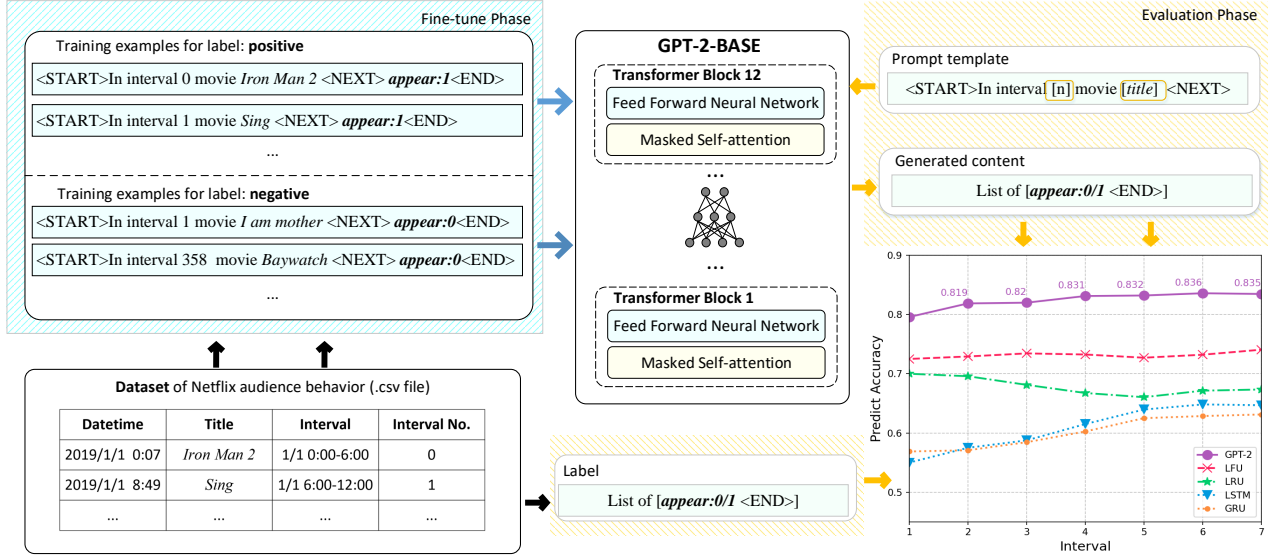 Fine-tune Phase
Training examples for label: positive
<START>In interval 0 movie Iron Man 2 <NEXT> appear:1<END>
<START>In interval 1 movie Sing <NEXT> appear:1<END>
...
Training examples for label: negative
<START>In interval 1 movie I am mother <NEXT> appear:0<END>
<START>In interval 358 movie Baywatch <NEXT> appear:0<END>
...
GPT-2-BASE
Transformer Block 12
Feed Forward Neural Network
Masked Self-attention
...
...
Transformer Block 1
Feed Forward Neural Network
Masked Self-attention
Evaluation Phase
Prompt template
<START>In interval [n] movie [title] <NEXT>
Generated content
List of [appear:0/1 <END>]
Dataset of Netflix audience behavior (.csv file)
Datetime Title Interval Interval No.
2019/1/1 0:07 Iron Man 2 1/1 0:00-6:00 0
2019/1/1 8:49 Sing 1/1 6:00-12:00 1
... ... ... ...
Label
List of [appear:0/1 <END>]
Predict Accuracy
0.9
0.8
0.7
0.6
0.5
0.819 0.82 0.831 0.832 0.836 0.835
GPT-2
LFU
LRU
LSTM
GRU
1 2 3 4 5 6 7
Interval